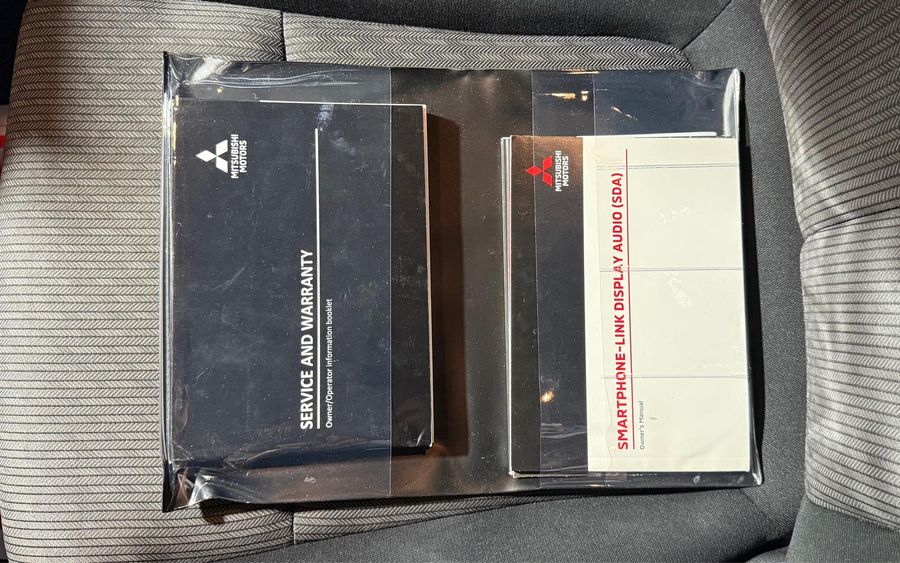 MITSUBISHI
MOTORS
SERVICE AND WARRANTY
Owner/Operator information booklet
MITSUBISHI
MOTORS
SMARTPHONE-LINK DISPLAY AUDIO (SDA)
Owner's Manual